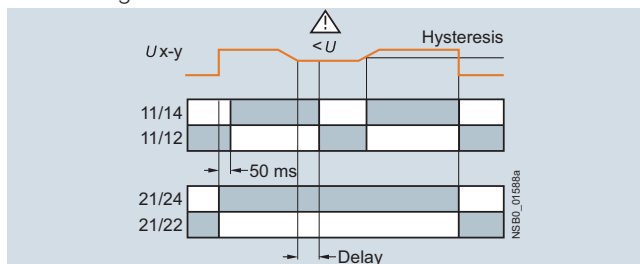 < U
Hysteresis
U x-y
11/14
11/12
50 ms
21/24
21/22
Delay
NSB0_01588a